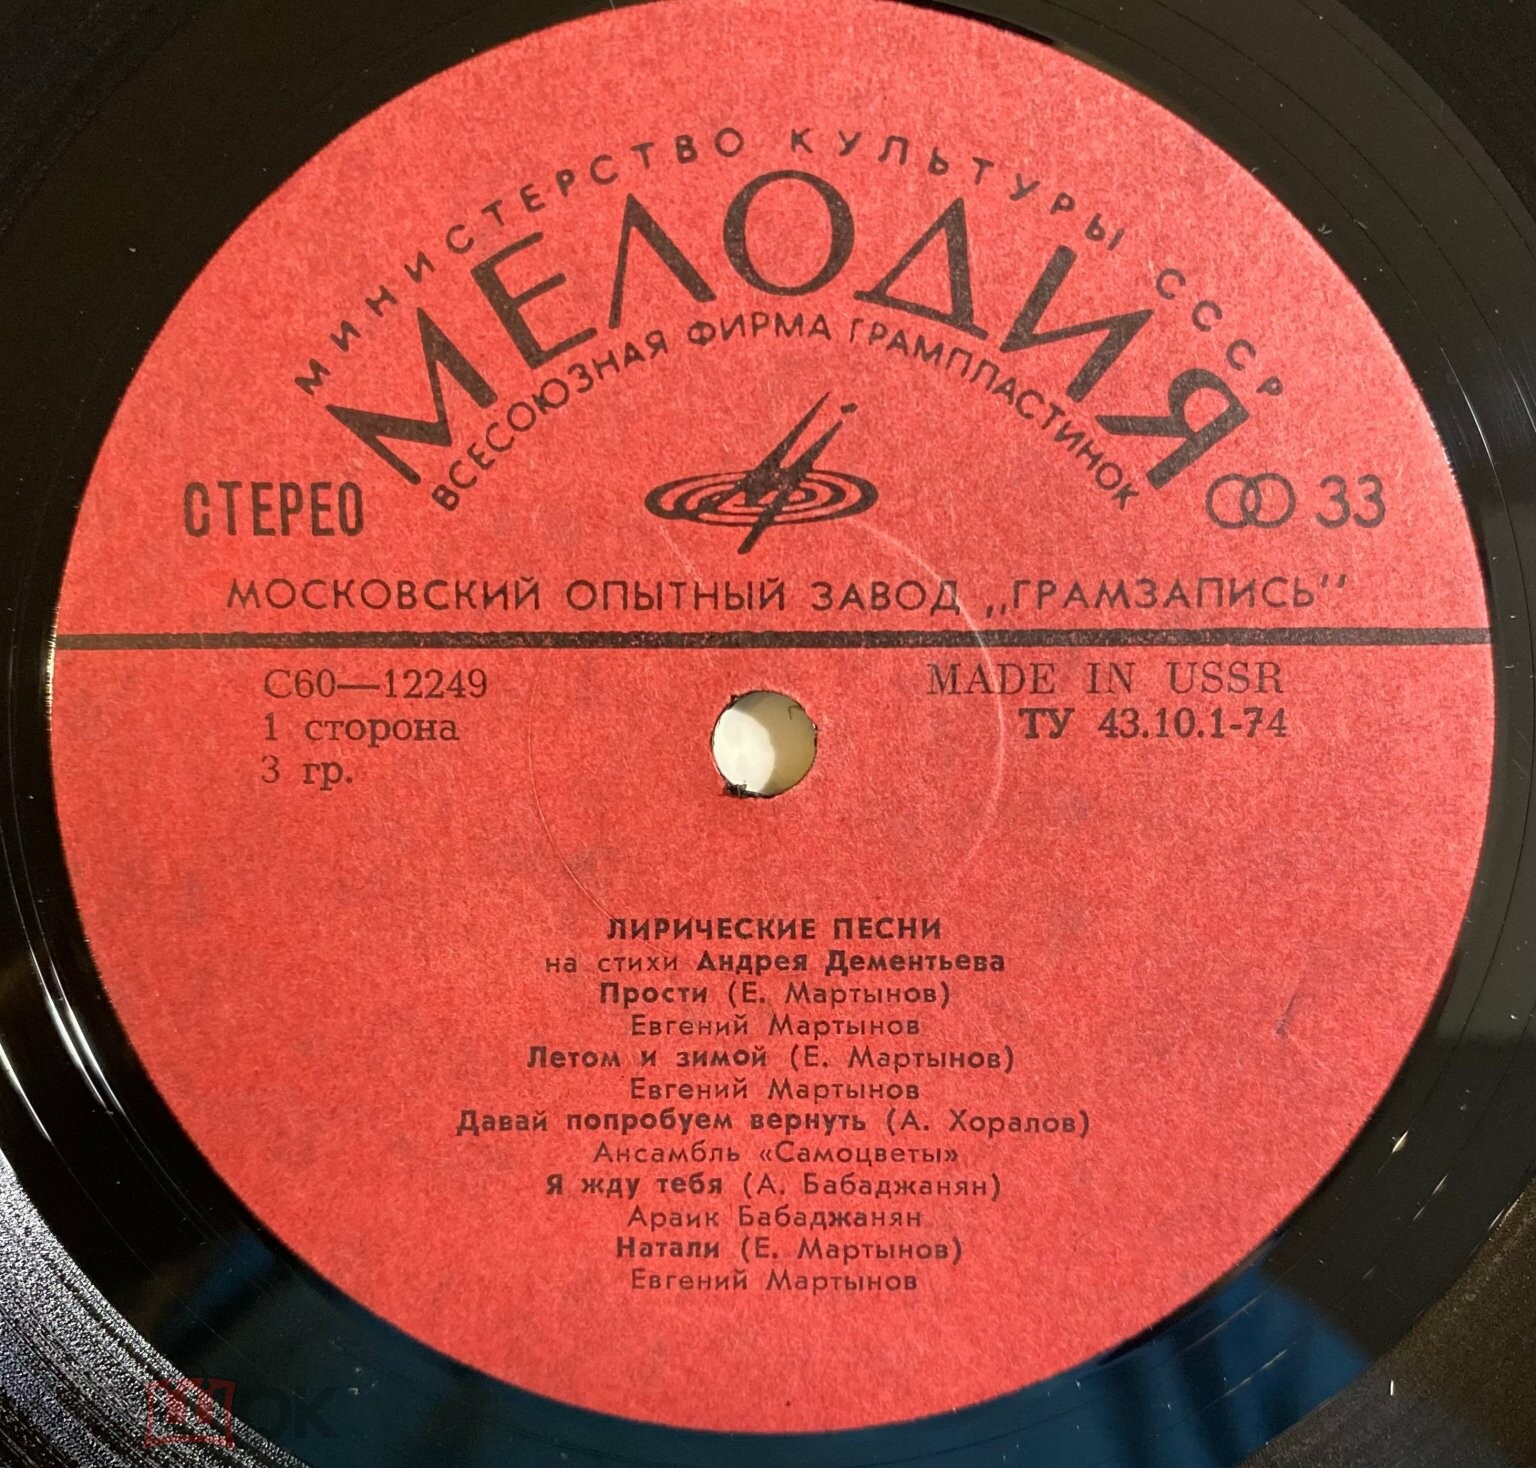 МИНИСТЕРСТВО КУЛЬТУРЫ СССР
МЕЛОДИЯ
ВСЕСОЮЗНАЯ ФИРМА ГРАМПЛАСТИНОК
СТЕРЕО
33
МОСКОВСКИЙ ОПЫТНЫЙ ЗАВОД „ГРАМЗАПИСЬ"
С60—12249
MADE IN USSR
1 сторона
ТУ 43.10.1-74
3 гр.
ЛИРИЧЕСКИЕ ПЕСНИ
на стихи Андрея Дементьева
Прости (Е. Мартынов)
Евгений Мартынов
Летом и зимой (Е. Мартынов)
Евгений Мартынов
Давай попробуем вернуть (А. Хоралов)
Ансамбль «Самоцветы»
Я жду тебя (А. Бабаджанян)
Араик Бабаджанян
Натали (Е. Мартынов)
Евгений Мартынов